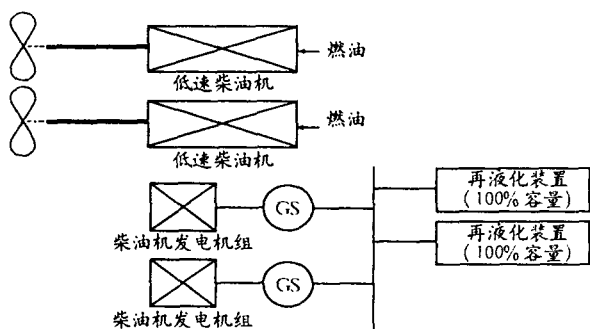 燃油
低速柴油机
燃油
低速柴油机
再液化装置
(100%容量)
GS
柴油机发电机组
再液化装置
(100%容量)
GS
柴油机发电机组